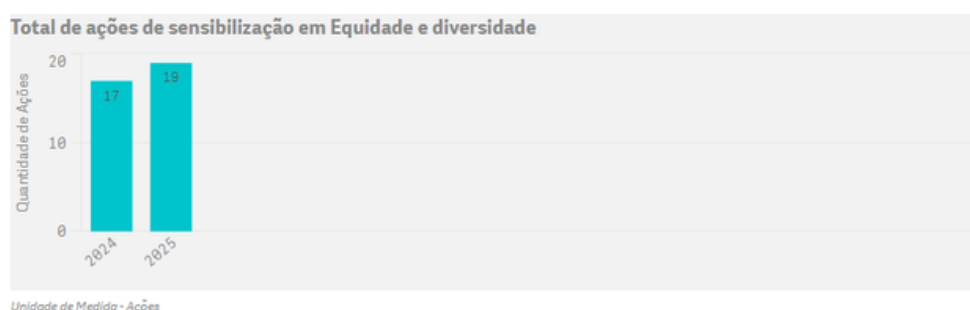 Total de ações de sensibilização em Equidade e diversidade
Quantidade de Ações
20
10
0
17
19
2024
2025
Unidade de Medida - Ações